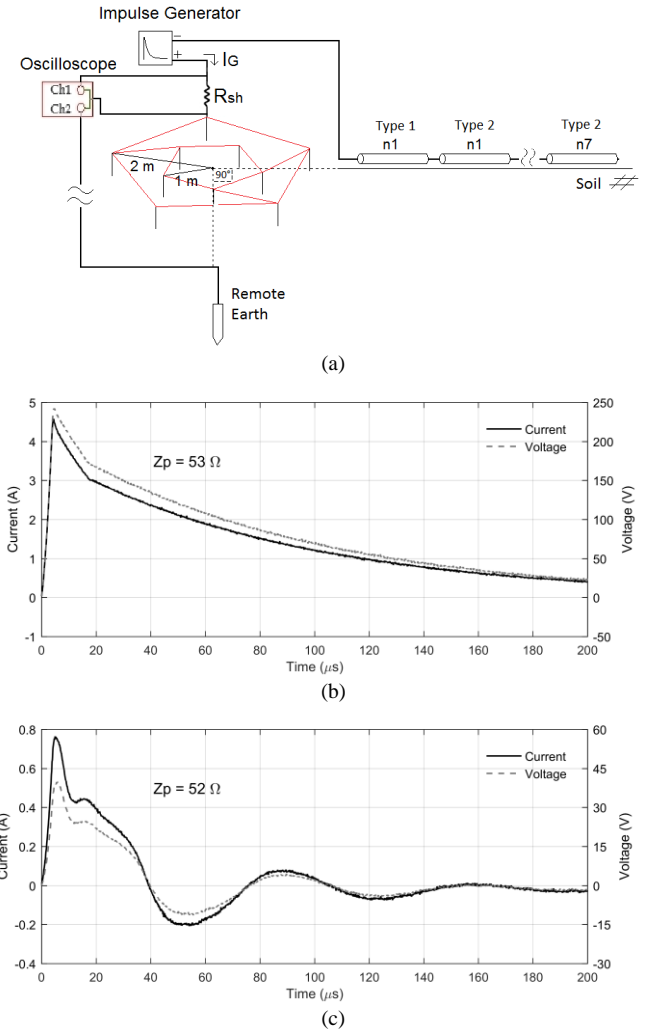 Impulse Generator
−
+
IG
Oscilloscope
Ch1
Ch2
Rsh
Type 1
Type 2
Type 2
n1
n1
n7
2 m
1 m
90°
Soil
Remote
Earth
(a)
5
4
3
2
1
0
-1
Current (A)
250
200
150
100
50
0
-50
Voltage (V)
Current
Voltage
Zp = 53 Ω
0 20 40 60 80 100 120 140 160 180 200
Time (μs)
(b)
0.8
0.6
0.4
0.2
0
-0.2
-0.4
Current (A)
60
45
30
15
0
-15
-30
Voltage (V)
Current
Voltage
Zp = 52 Ω
0 20 40 60 80 100 120 140 160 180 200
Time (μs)
(c)